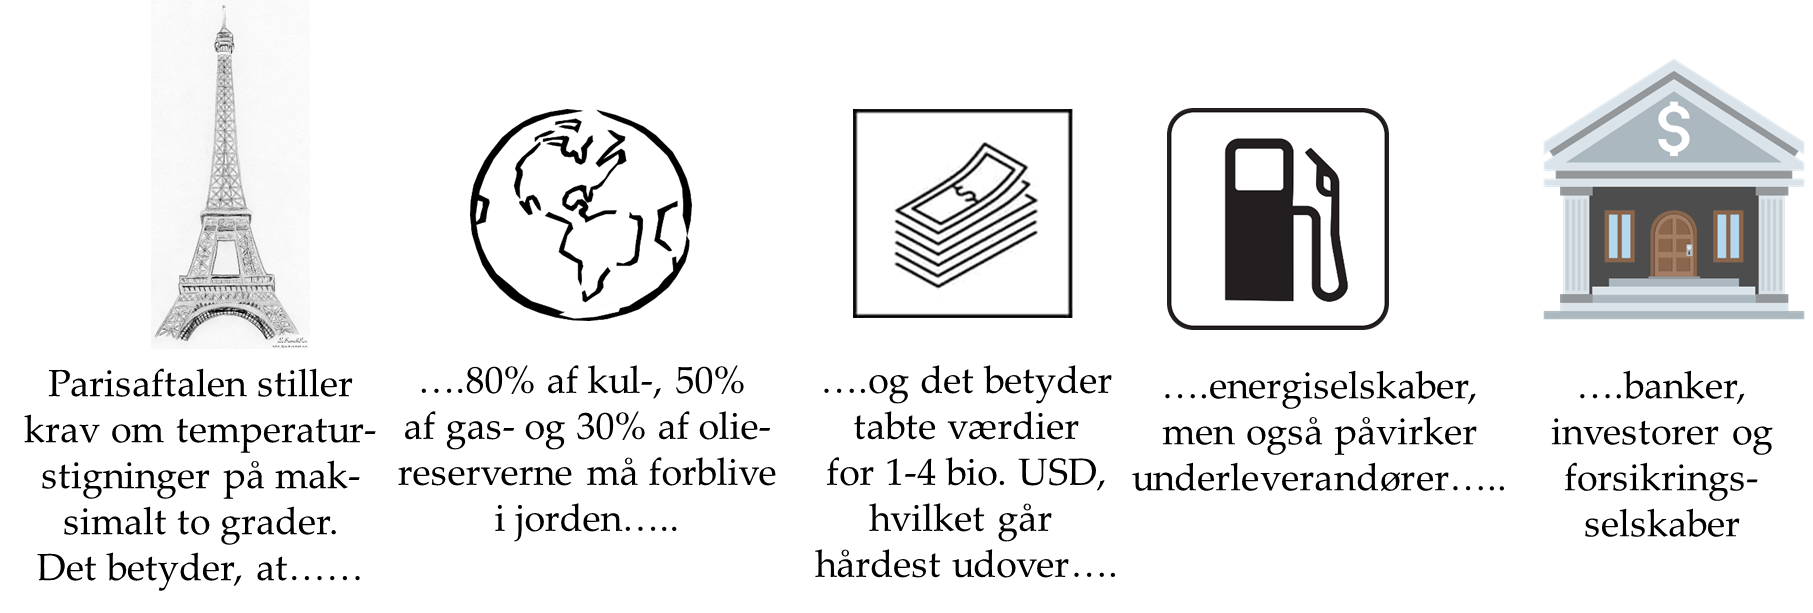 $
Parisaftalen stiller
krav om temperatur-
stigninger på mak-
simalt to grader.
Det betyder, at……
….80% af kul-, 50%
af gas- og 30% af olie-
reserverne må forblive
i jorden…..
….og det betyder
tabte værdier
for 1-4 bio. USD,
hvilket går
hårdest udover….
….energiselskaber,
men også påvirker
underleverandører…..
….banker,
investorer og
forsikrings-
selskaber